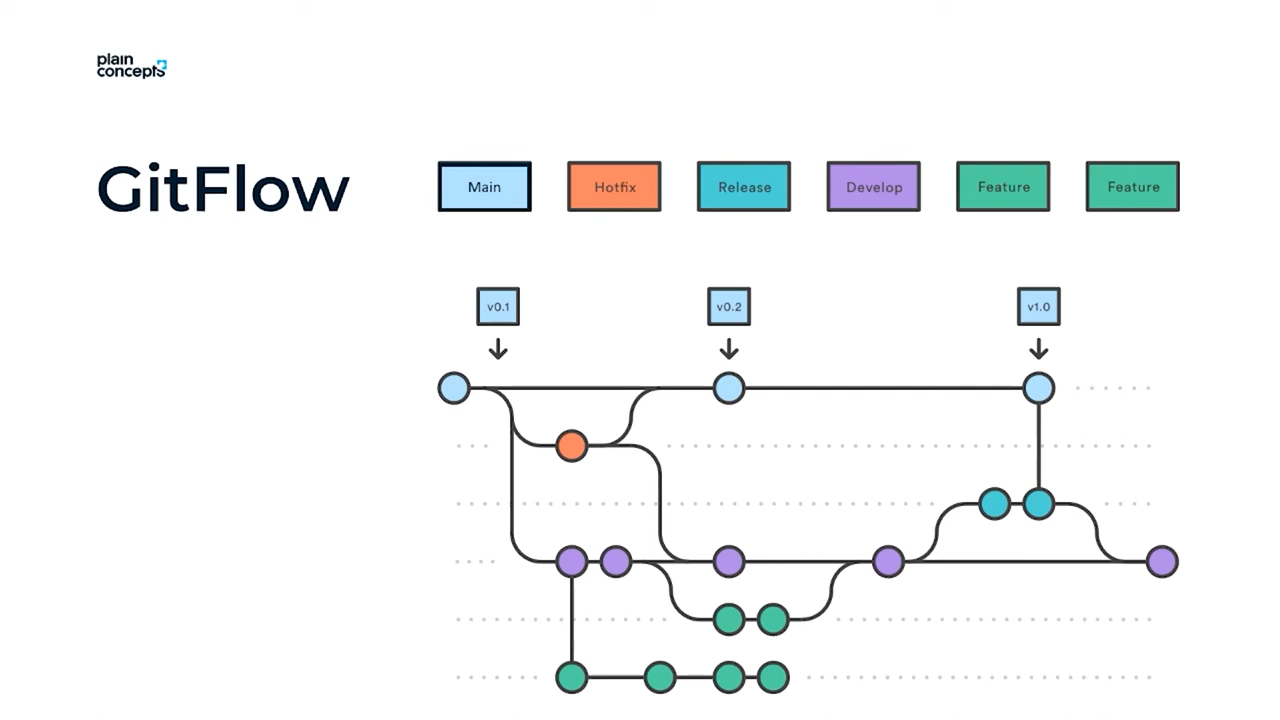 plain
concepts
GitFlow
Main
Hotfix
Release
Develop
Feature
Feature
v0.1
v0.2
v1.0